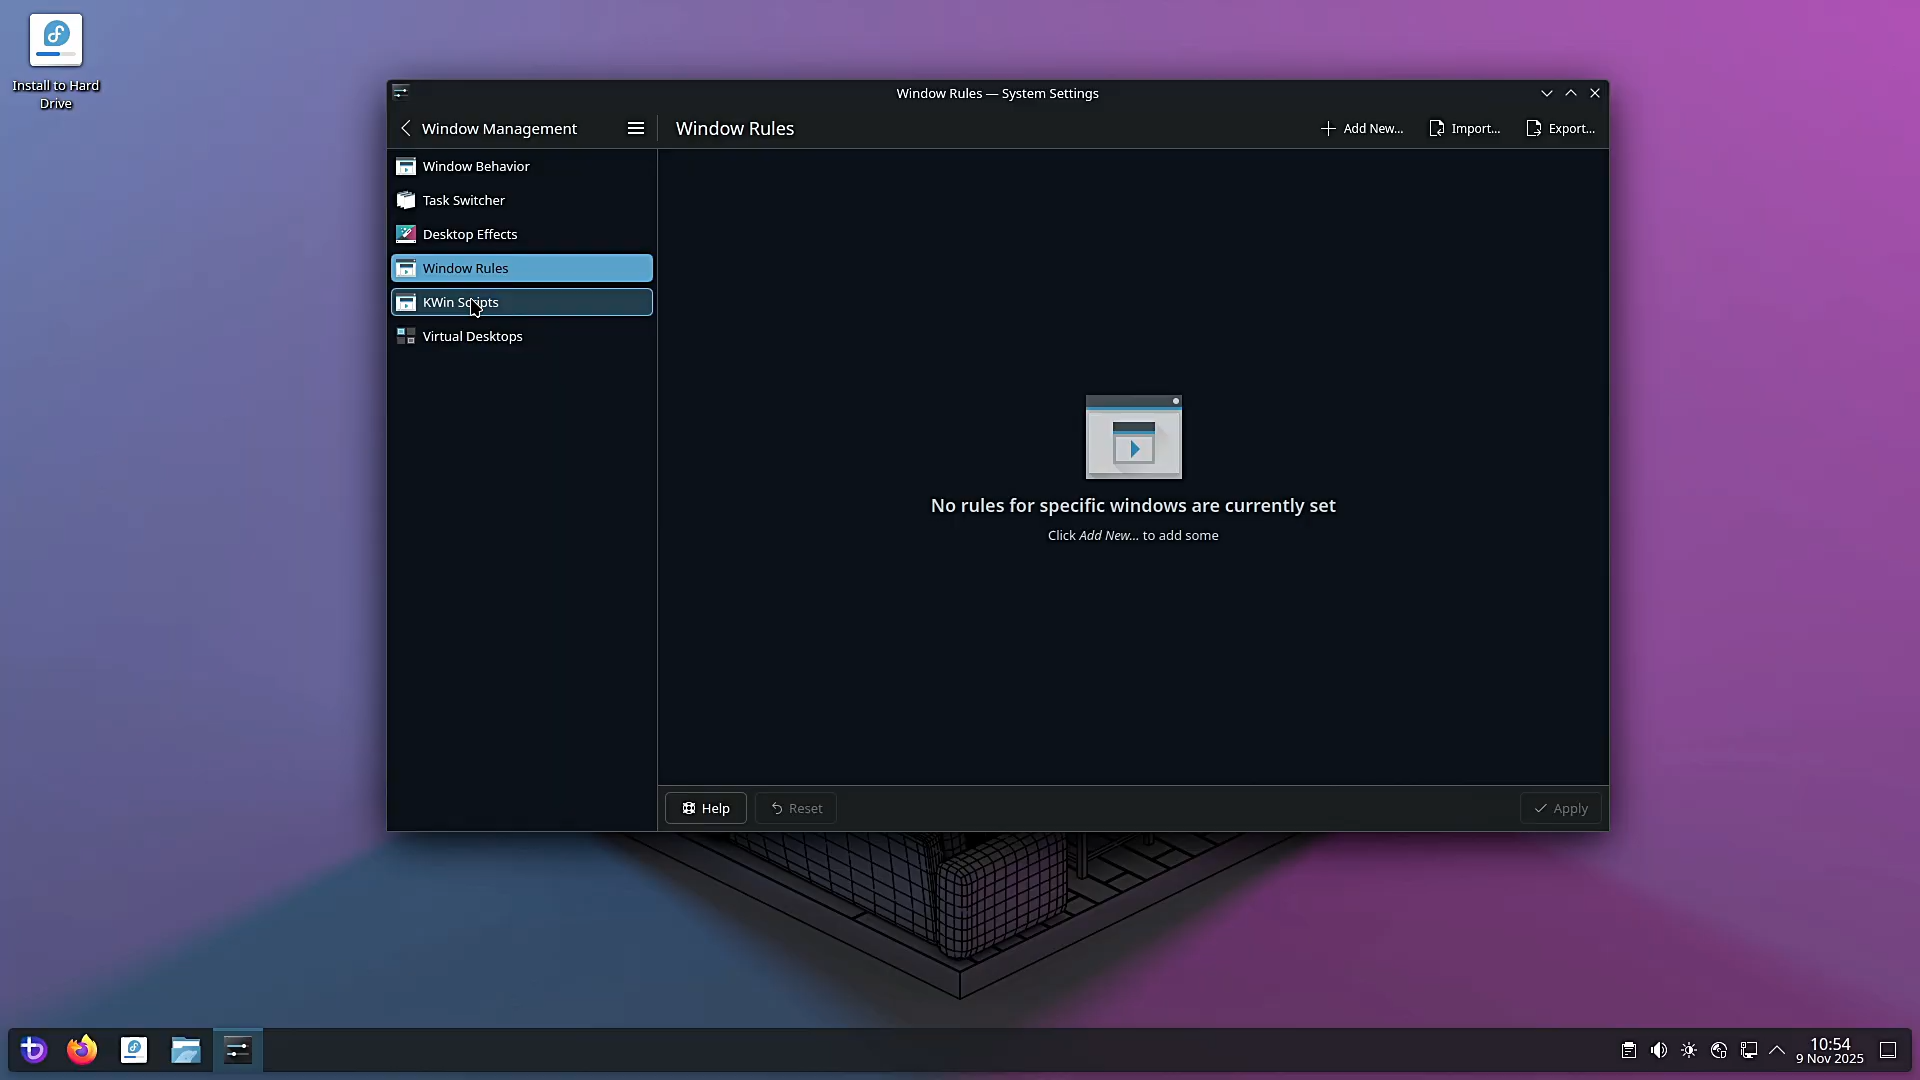 Install to Hard
Drive
Window Rules — System Settings
Window Management
Window Rules
Add New...
Import...
Export...
Window Behavior
Task Switcher
Desktop Effects
Window Rules
KWin Scripts
Virtual Desktops
No rules for specific windows are currently set
Click Add New... to add some
Help
Reset
Apply
10:54
9 Nov 2025